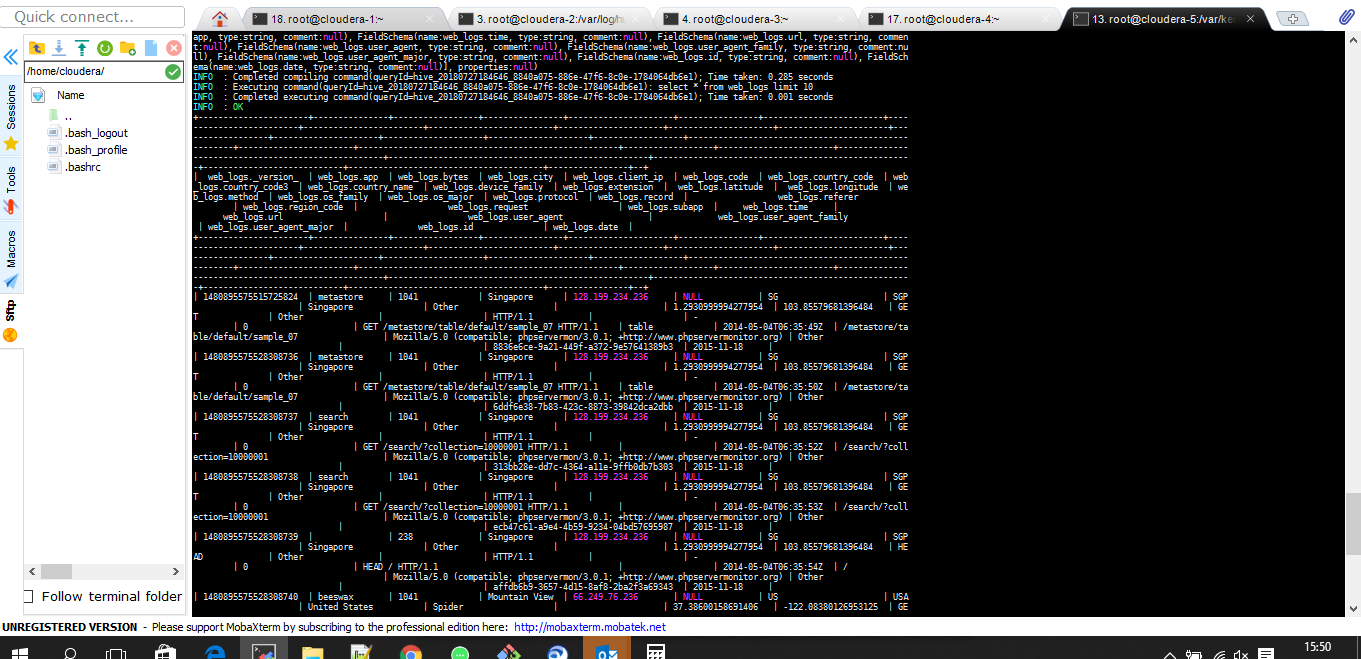 Quick connect...
18. root@cloudera-1:~
3. root@cloudera-2:/var/log/h
4. root@cloudera-3:~
17. root@cloudera-4:~
13. root@cloudera-5:/var/ke
/home/cloudera/
Name
..
.bash_logout
.bash_profile
.bashrc
Sessions
Tools
Macros
Sftp
Follow terminal folder
app, type:string, comment:null), FieldSchema(name:web_logs.time, type:string, comment:null), FieldSchema(name:web_logs.url, type:string, commen
t:null), FieldSchema(name:web_logs.user_agent, type:string, comment:null), FieldSchema(name:web_logs.user_agent_family, type:string, comment:nu
ll), FieldSchema(name:web_logs.user_agent_major, type:string, comment:null), FieldSchema(name:web_logs.id, type:string, comment:null), FieldSch
ema(name:web_logs.date, type:string, comment:null)], properties:null)
INFO  : Completed compiling command(queryId=hive_20180727184646_8840a075-886e-47f6-8c0e-1784064db6e1); Time taken: 0.285 seconds
INFO  : Executing command(queryId=hive_20180727184646_8840a075-886e-47f6-8c0e-1784064db6e1): select * from web_logs limit 10
INFO  : Completed executing command(queryId=hive_20180727184646_8840a075-886e-47f6-8c0e-1784064db6e1); Time taken: 0.001 seconds
INFO  : OK
| web_logs._version_ | web_logs.app | web_logs.bytes | web_logs.city | web_logs.client_ip | web_logs.code | web_logs.country_code | web
_logs.country_code3 | web_logs.country_name | web_logs.device_family | web_logs.extension | web_logs.latitude | web_logs.longitude | we
b_logs.method | web_logs.os_family | web_logs.os_major | web_logs.protocol | web_logs.record | web_logs.referer
| web_logs.region_code | web_logs.request | web_logs.subapp | web_logs.time |
web_logs.url | web_logs.user_agent | web_logs.user_agent_family
| web_logs.user_agent_major | web_logs.id | web_logs.date |
| 1480895575515725824 | metastore | 1041 | Singapore | 128.199.234.236 | NULL | SG | SGP
| Singapore | Other | | 1.2930999994277954 | 103.85579681396484 | GE
T | Other | | HTTP/1.1 | | -
| 0 | GET /metastore/table/default/sample_07 HTTP/1.1 | table | 2014-05-04T06:35:49Z | /metastore/ta
ble/default/sample_07 | Mozilla/5.0 (compatible; phpservermon/3.0.1; +http://www.phpservermonitor.org) | Other
| | 8836e6ce-9a21-449f-a372-9e57641389b3 | 2015-11-18 |
| 1480895575528308736 | metastore | 1041 | Singapore | 128.199.234.236 | NULL | SG | SGP
| Singapore | Other | | 1.2930999994277954 | 103.85579681396484 | GE
T | Other | | HTTP/1.1 | | -
| 0 | GET /metastore/table/default/sample_07 HTTP/1.1 | table | 2014-05-04T06:35:50Z | /metastore/ta
ble/default/sample_07 | Mozilla/5.0 (compatible; phpservermon/3.0.1; +http://www.phpservermonitor.org) | Other
| | 6ddf6e38-7b83-423c-8873-39842dca2dbb | 2015-11-18 |
| 1480895575528308737 | search | 1041 | Singapore | 128.199.234.236 | NULL | SG | SGP
| Singapore | Other | | 1.2930999994277954 | 103.85579681396484 | GE
T | Other | | HTTP/1.1 | | -
| 0 | GET /search/?collection=10000001 HTTP/1.1 | | 2014-05-04T06:35:52Z | /search/?coll
ection=10000001 | Mozilla/5.0 (compatible; phpservermon/3.0.1; +http://www.phpservermonitor.org) | Other
| | 313bb28e-dd7c-4364-a11e-9ffb0db7b303 | 2015-11-18 |
| 1480895575528308738 | search | 1041 | Singapore | 128.199.234.236 | NULL | SG | SGP
| Singapore | Other | | 1.2930999994277954 | 103.85579681396484 | GE
T | Other | | HTTP/1.1 | | -
| 0 | GET /search/?collection=10000001 HTTP/1.1 | | 2014-05-04T06:35:53Z | /search/?coll
ection=10000001 | Mozilla/5.0 (compatible; phpservermon/3.0.1; +http://www.phpservermonitor.org) | Other
| | ecb47c61-a9e4-4b59-9234-04bd57695987 | 2015-11-18 |
| 1480895575528308739 | | 238 | Singapore | 128.199.234.236 | NULL | SG | SGP
| Singapore | Other | | 1.2930999994277954 | 103.85579681396484 | HE
AD | Other | | HTTP/1.1 | | -
| 0 | HEAD / HTTP/1.1 | | 2014-05-04T06:35:54Z | /
| Mozilla/5.0 (compatible; phpservermon/3.0.1; +http://www.phpservermonitor.org) | Other
| | affdb6b9-3657-4d15-8af8-2ba2f3a69343 | 2015-11-18 |
| 1480895575528308740 | beeswax | 1041 | Mountain View | 66.249.76.236 | NULL | US | USA
| United States | Spider | | 37.38600158691406 | -122.08380126953125 | GE
UNREGISTERED VERSION - Please support MobaXterm by subscribing to the professional edition here: http://mobaxterm.mobatek.net
15:50